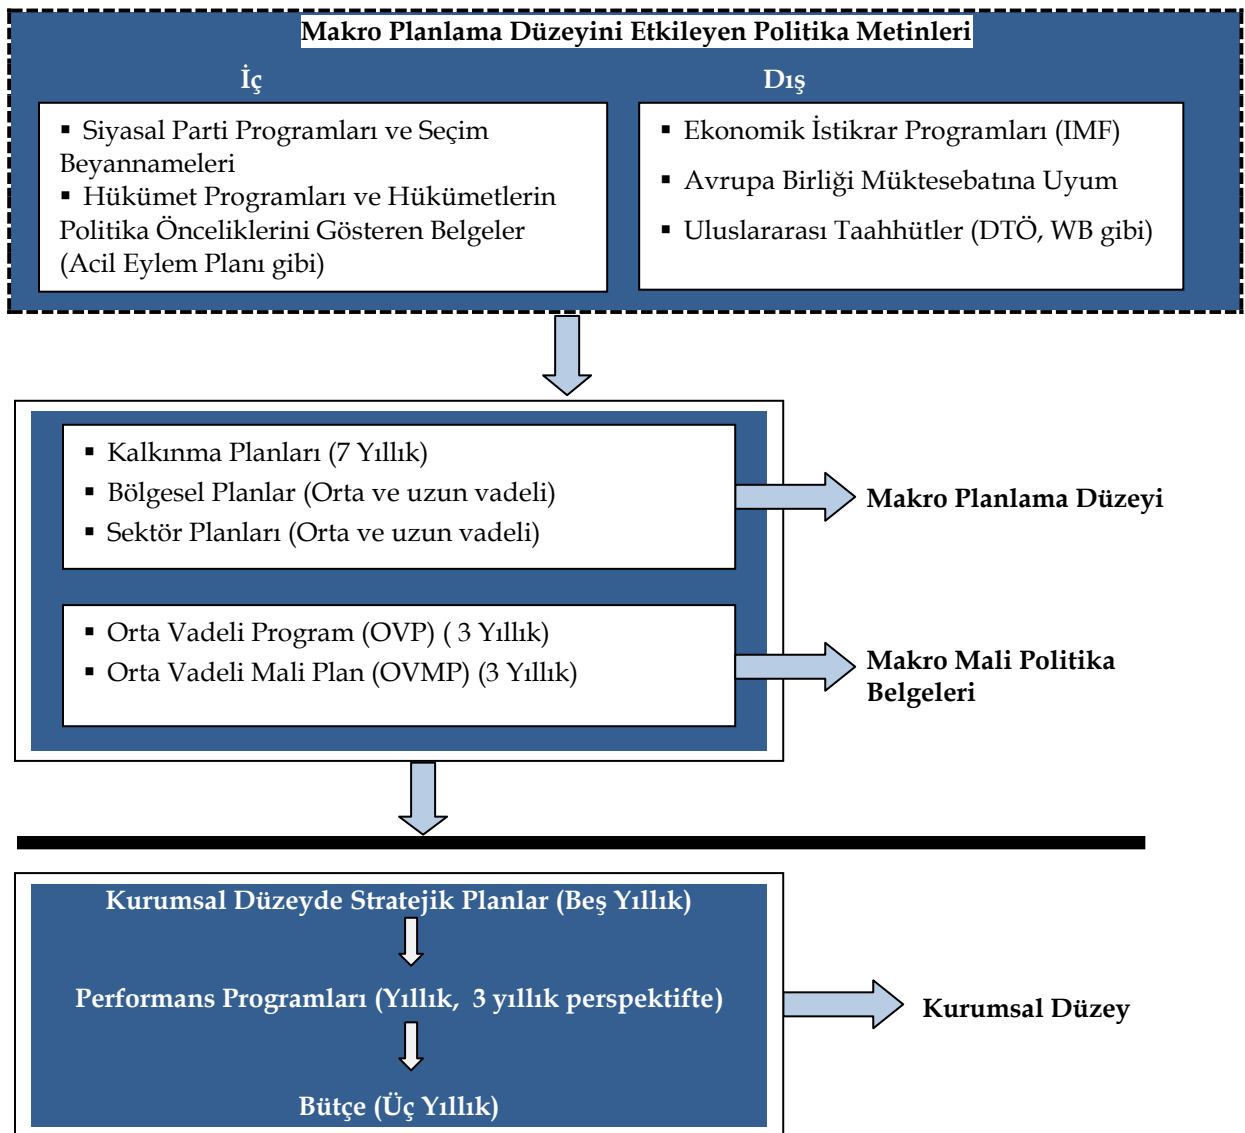 Makro Planlama Düzeyini Etkileyen Politika Metinleri
İç
Dış
▪ Siyasal Parti Programları ve Seçim
Beyannameleri
▪ Hükümet Programları ve Hükümetlerin
Politika Önceliklerini Gösteren Belgeler
(Acil Eylem Planı gibi)
▪ Ekonomik İstikrar Programları (IMF)
▪ Avrupa Birliği Müktesebatına Uyum
▪ Uluslararası Taahhütler (DTÖ, WB gibi)
▪ Kalkınma Planları (7 Yıllık)
▪ Bölgesel Planlar (Orta ve uzun vadeli)
▪ Sektör Planları (Orta ve uzun vadeli)
Makro Planlama Düzeyi
▪ Orta Vadeli Program (OVP) ( 3 Yıllık)
▪ Orta Vadeli Mali Plan (OVMP) (3 Yıllık)
Makro Mali Politika
Belgeleri
Kurumsal Düzeyde Stratejik Planlar (Beş Yıllık)
Performans Programları (Yıllık, 3 yıllık perspektifte)
Bütçe (Üç Yıllık)
Kurumsal Düzey